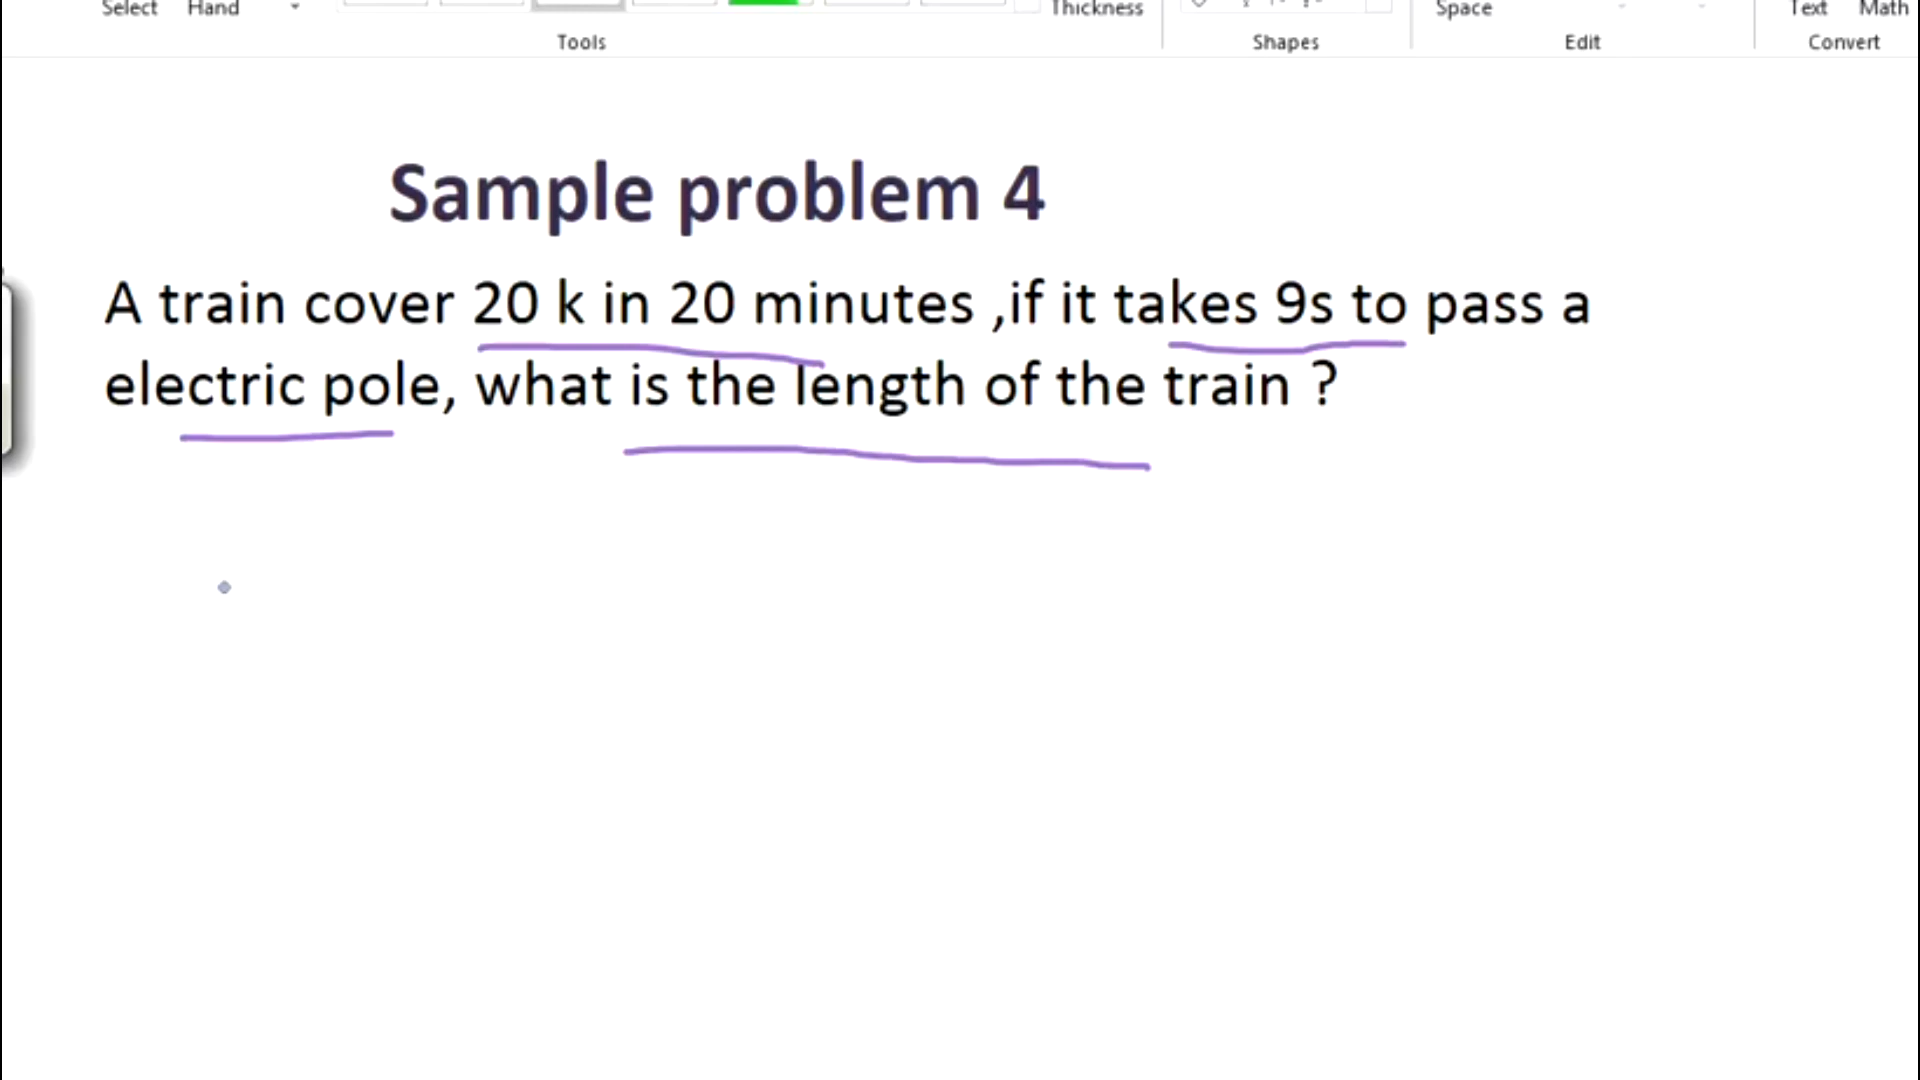 Select Hand Thickness Space Text Math
Tools Shapes Edit Convert
Sample problem 4
A train cover 20 k in 20 minutes ,if it takes 9s to pass a
electric pole, what is the length of the train ?